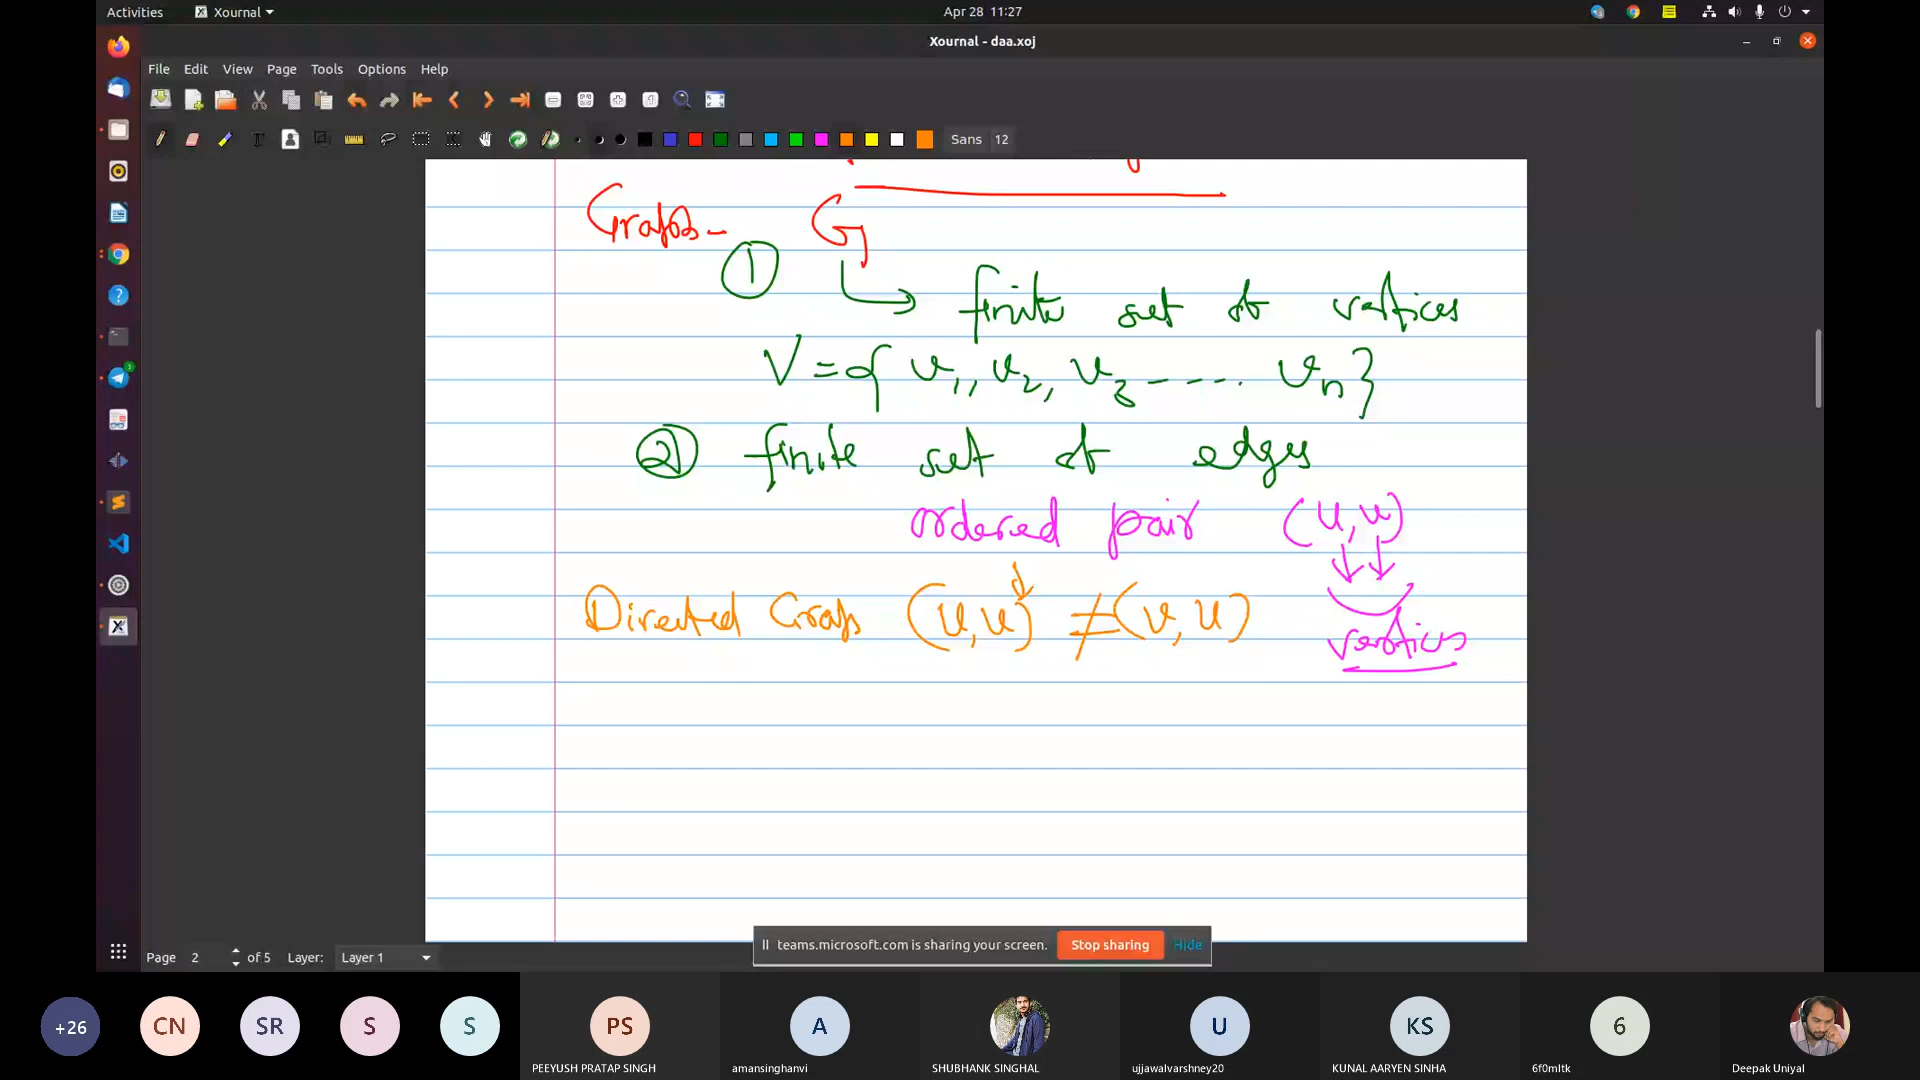 Activities Xournal Apr 28 11:27
Xournal - daa.xoj
File Edit View Page Tools Options Help
Sans 12
Graph- G
① finite set of vertices
V = { v1, v2, v3 - - - . . . vn }
② finite set of edges
ordered pair (u, v)
Directed Graph (u, v) ≠ (v, u)
vertices
teams.microsoft.com is sharing your screen. Stop sharing Hide
Page 2 of 5 Layer: Layer 1
+26 CN SR S S PS A U KS 6
PEEYUSH PRATAP SINGH amansinghanvi SHUBHANK SINGHAL ujjawalvarshney20 KUNAL AARYEN SINHA 6f0mltk Deepak Uniyal